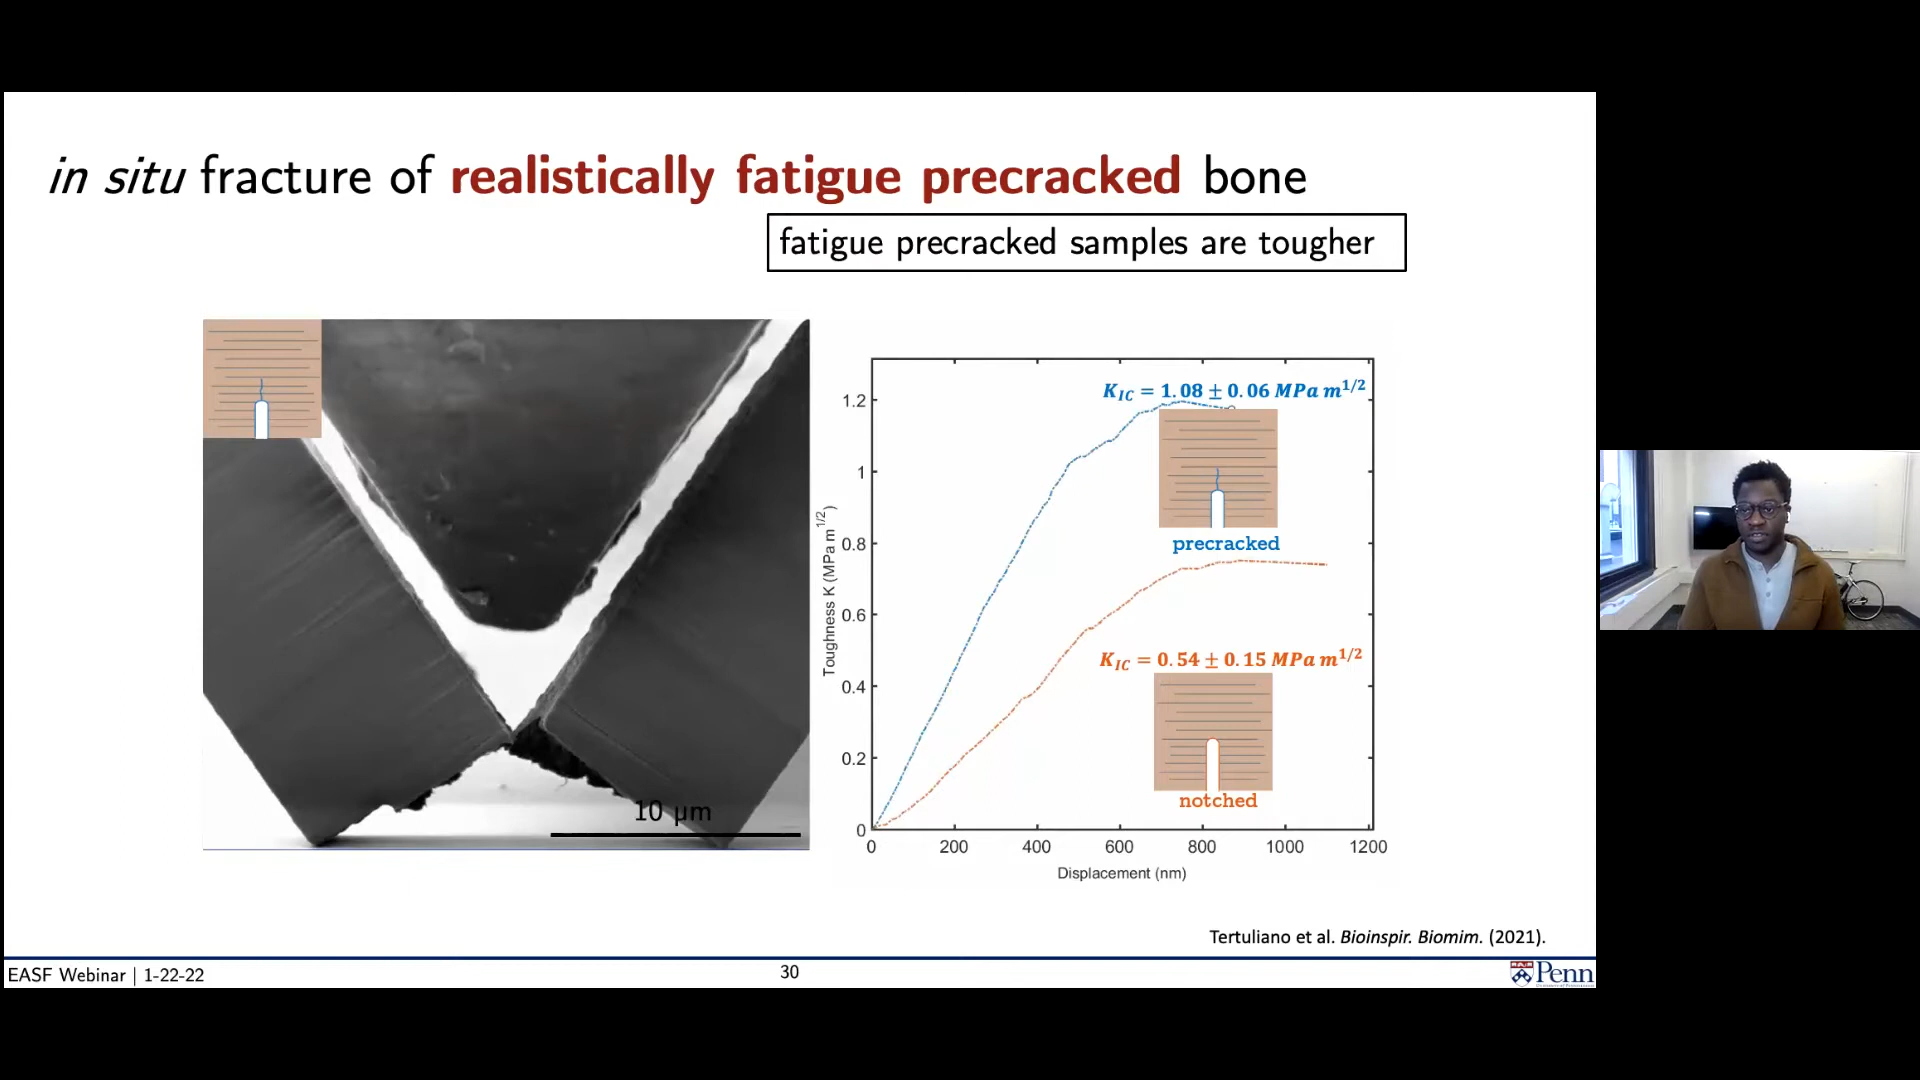 in situ fracture of realistically fatigue precracked bone
fatigue precracked samples are tougher
10 μm
Toughness K (MPa m^1/2)
1.2
1
0.8
0.6
0.4
0.2
0
0 200 400 600 800 1000 1200
Displacement (nm)
K_IC = 1.08 ± 0.06 MPa m^1/2
precracked
K_IC = 0.54 ± 0.15 MPa m^1/2
notched
Tertuliano et al. Bioinspir. Biomim. (2021).
EASF Webinar | 1-22-22
30
Penn